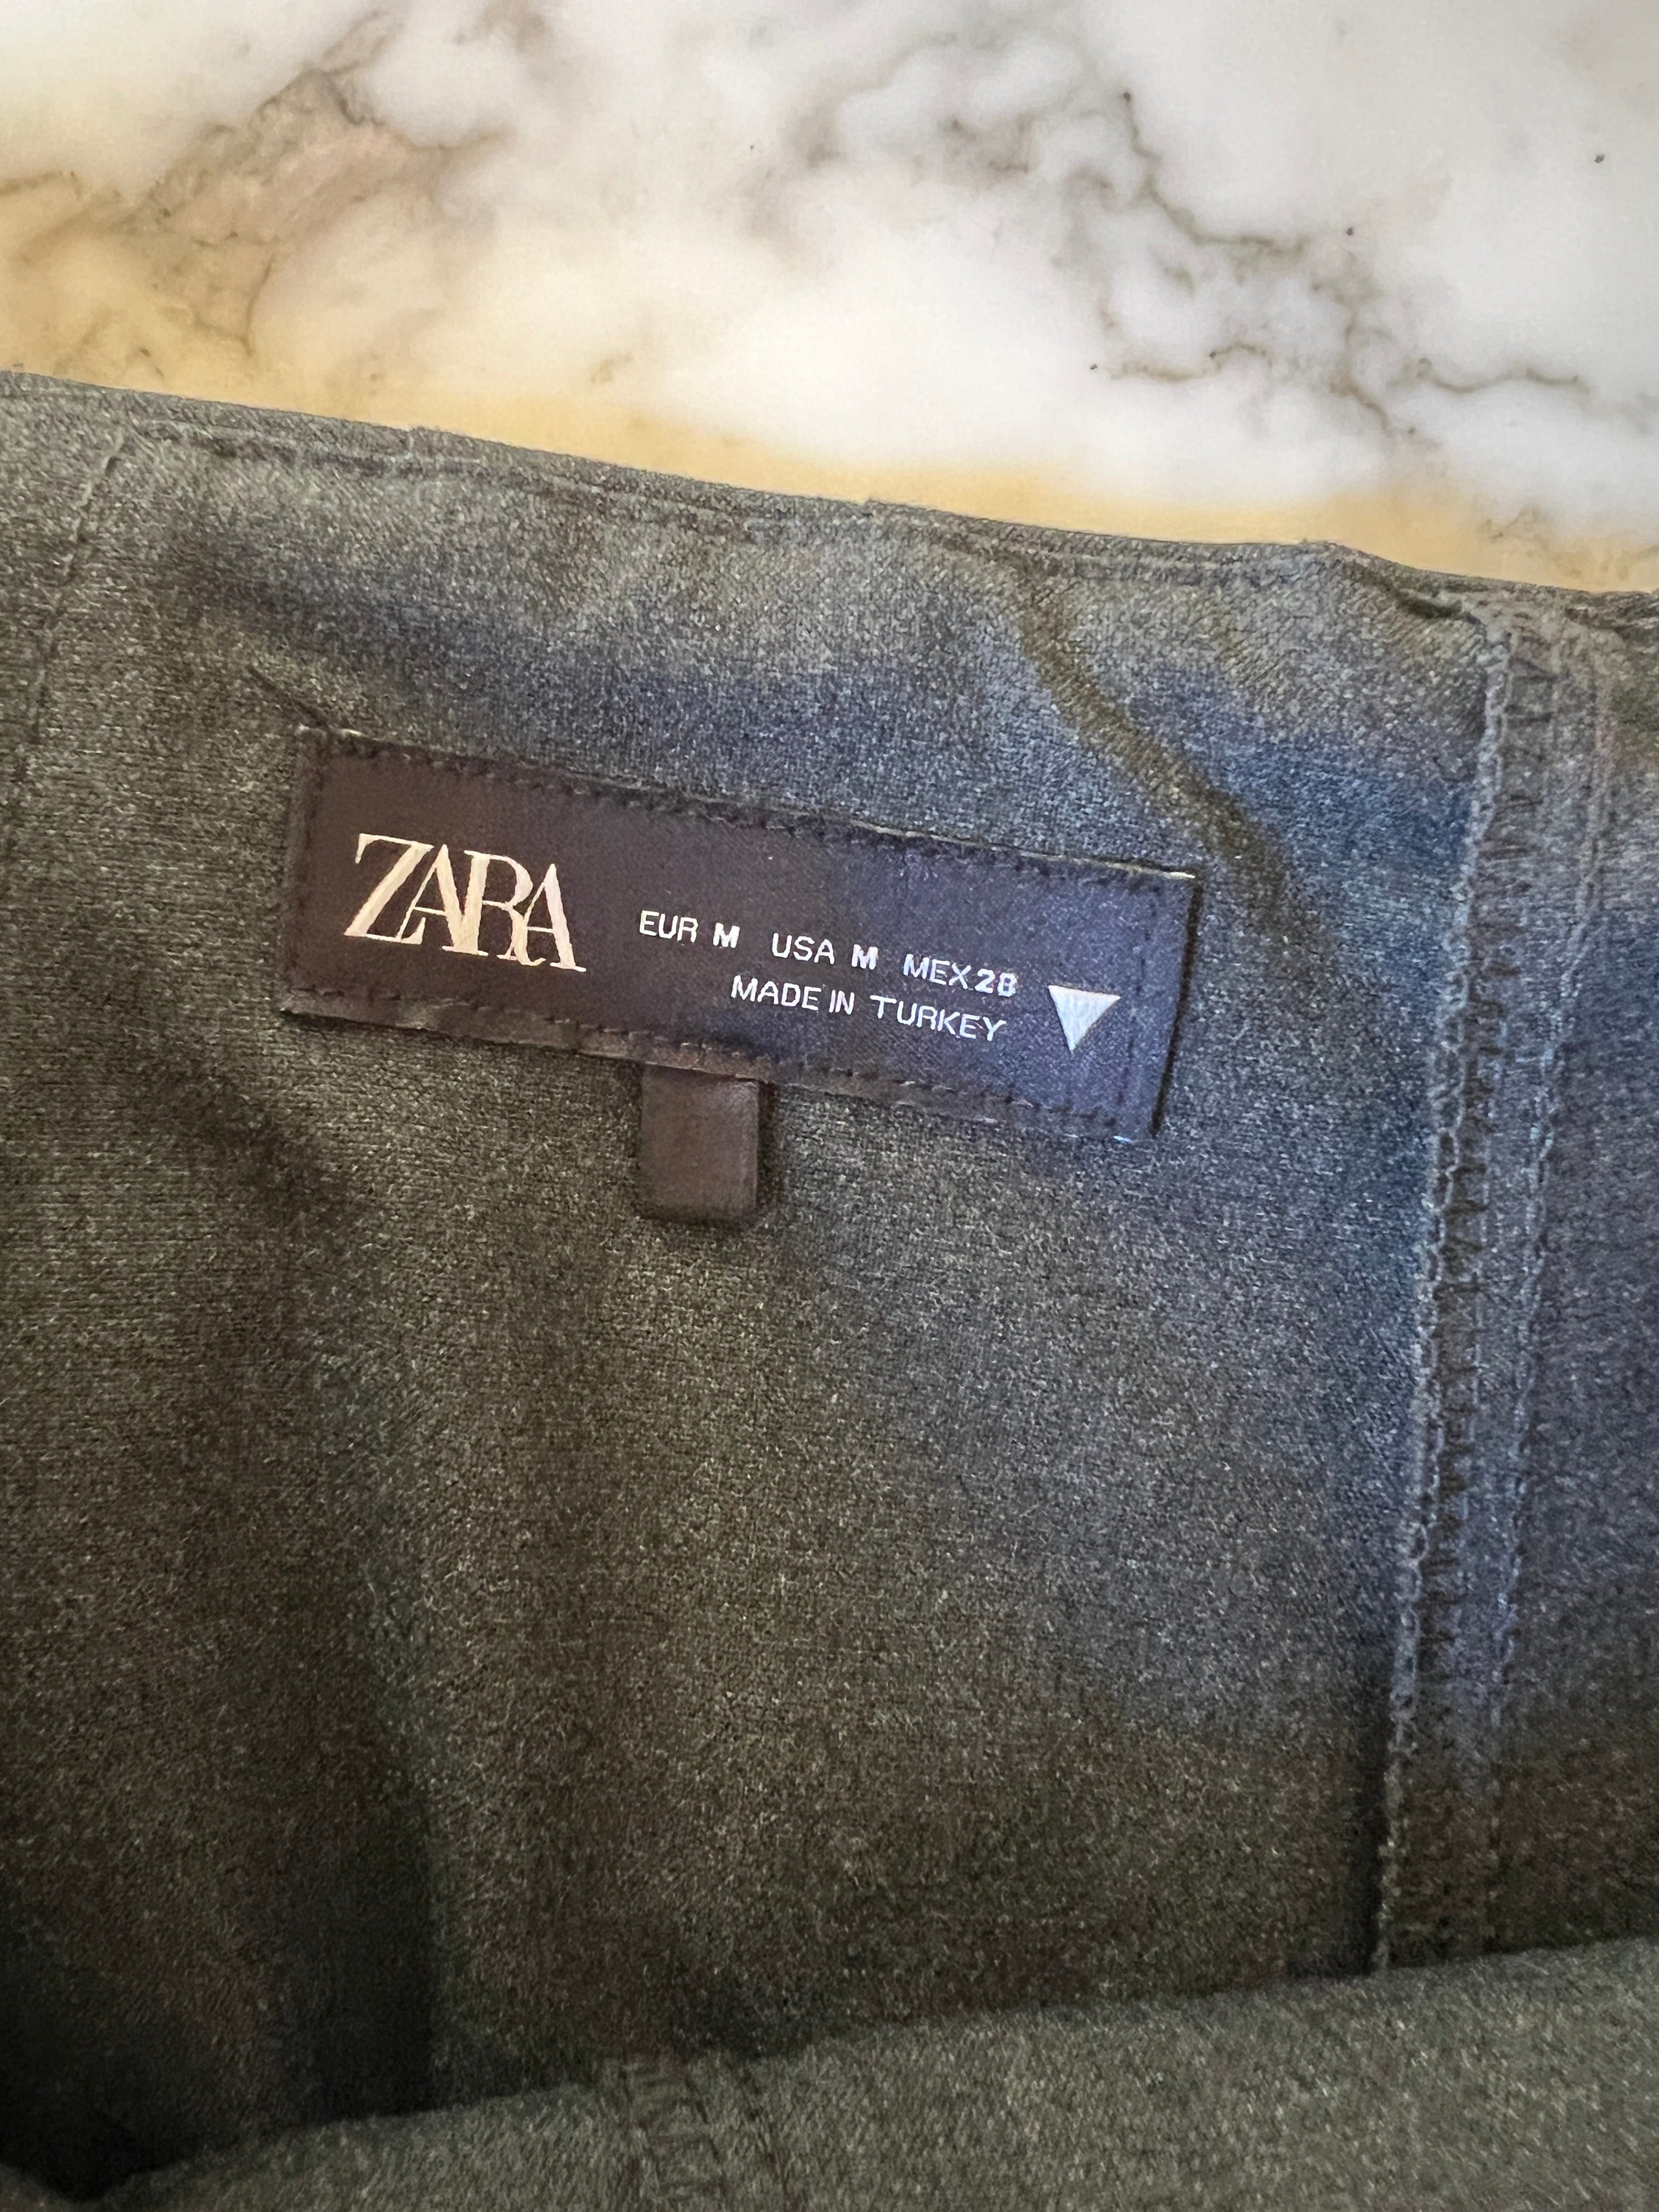 ZARA
EUR M USA M MEX 28
MADE IN TURKEY